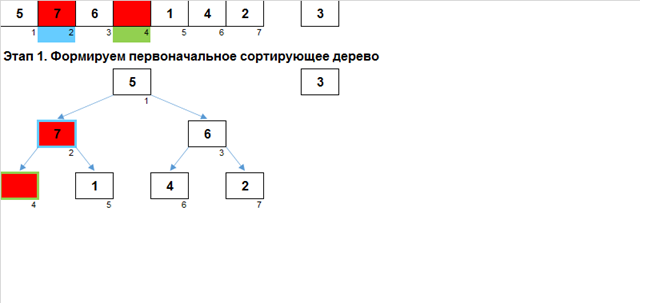 5 7 6 1 4 2 3
1 2 3 4 5 6 7
Этап 1. Формируем первоначальное сортирующее дерево
5 3
1
7 6
2 3
1 4 2
4 5 6 7